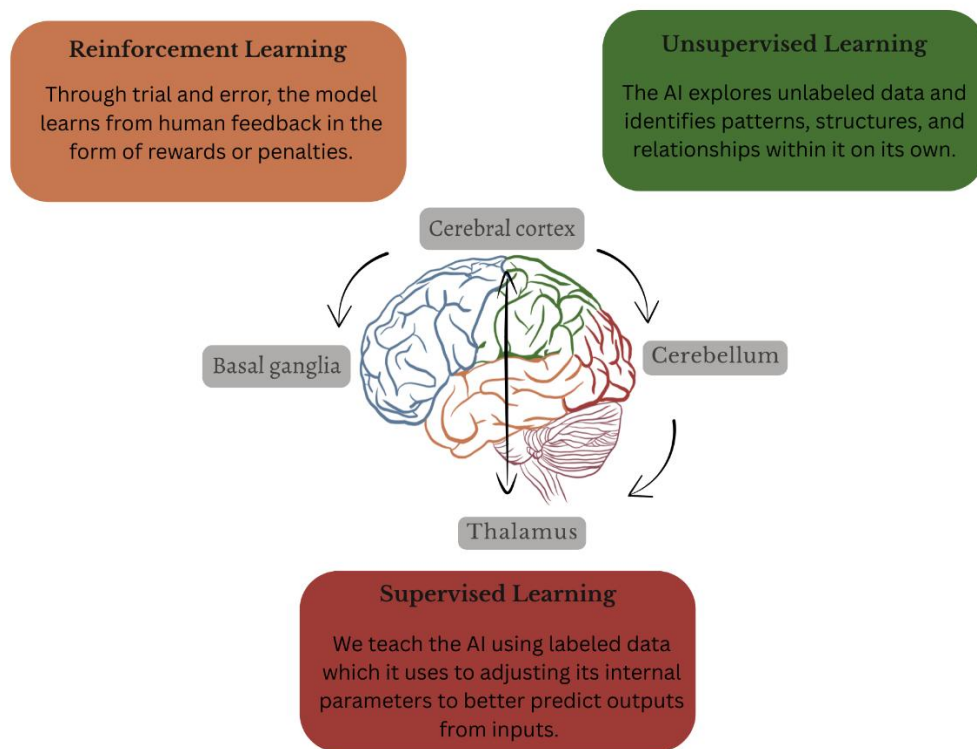 Reinforcement Learning
Through trial and error, the model
learns from human feedback in the
form of rewards or penalties.
Unsupervised Learning
The AI explores unlabeled data and
identifies patterns, structures, and
relationships within it on its own.
Cerebral cortex
Basal ganglia
Cerebellum
Thalamus
Supervised Learning
We teach the AI using labeled data
which it uses to adjusting its internal
parameters to better predict outputs
from inputs.